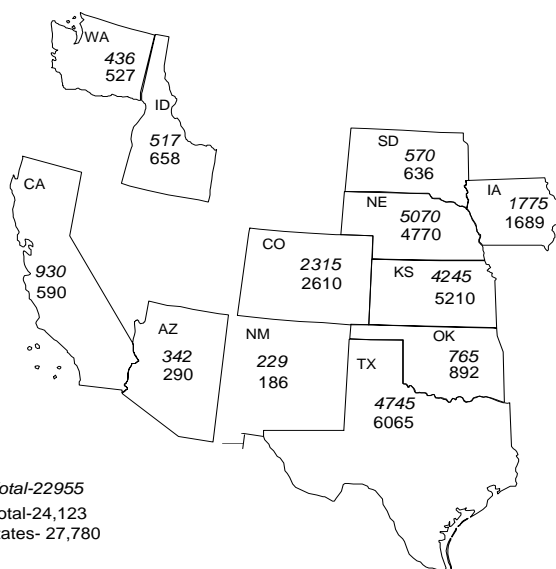 WA
436
527
ID
517
658
SD
570
636
CA
930
590
NE
5070
4770
IA
1775
1689
CO
2315
2610
KS
4245
5210
AZ
342
290
NM
229
186
OK
765
892
TX
4745
6065
otal-22955
otal-24,123
tates- 27,780